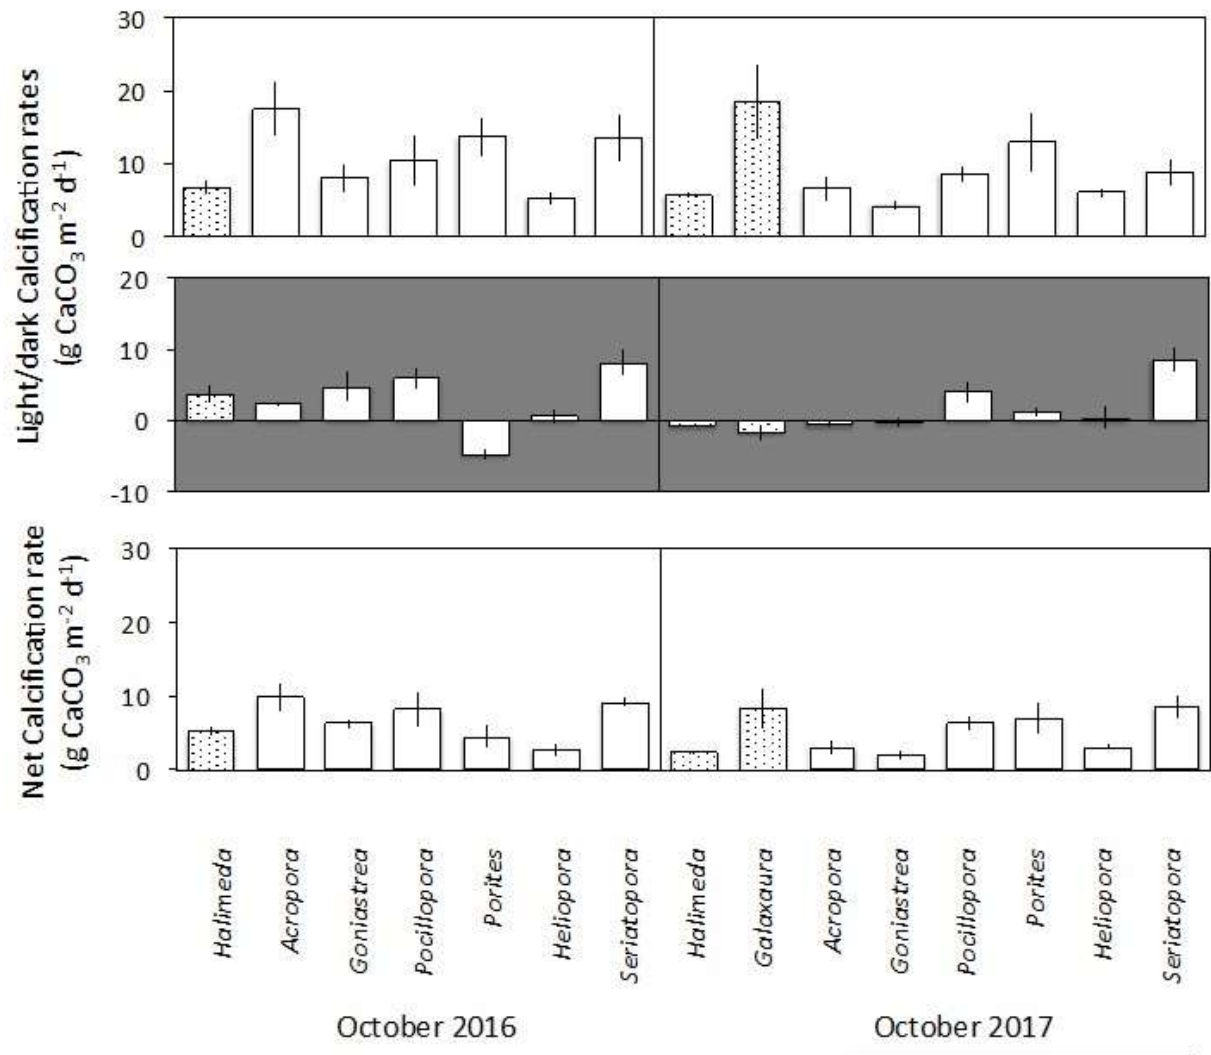 Light/dark Calcification rates
(g CaCO3 m-2 d-1)
30
20
10
0
20
10
0
-10
Net Calcification rate
(g CaCO3 m-2 d-1)
30
20
10
0
Halimeda
Acropora
Goniastrea
Pocillopora
Porites
Heliopora
Seriatopora
Halimeda
Galaxaura
Acropora
Goniastrea
Pocillopora
Porites
Heliopora
Seriatopora
October 2016
October 2017